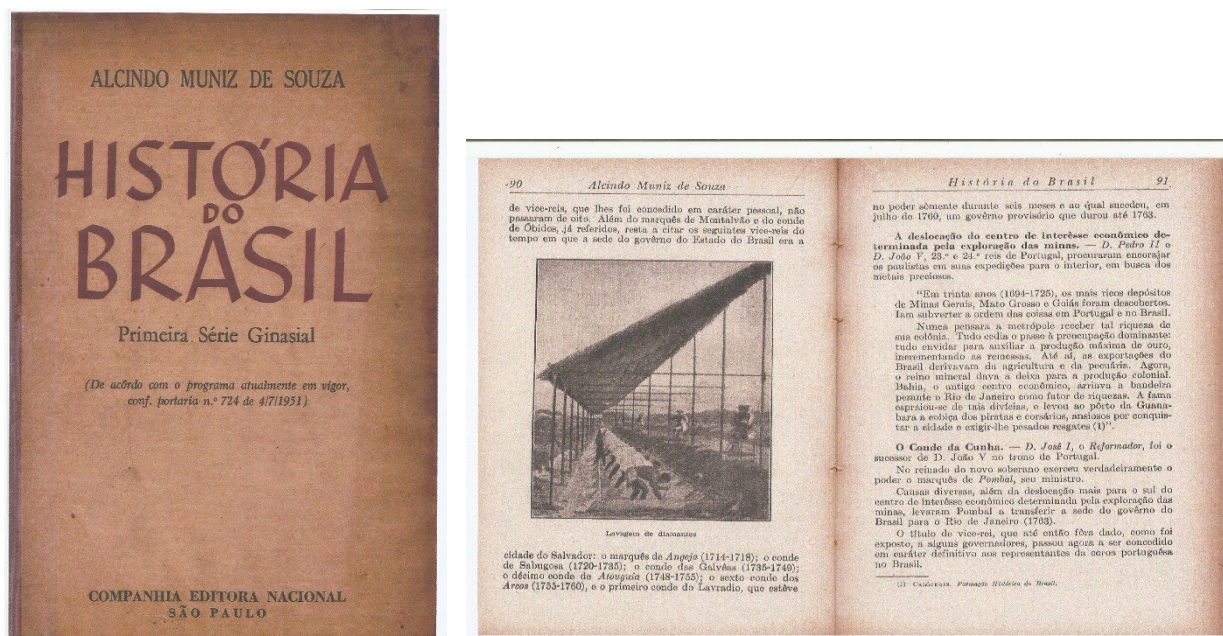 ALCINDO MUNIZ DE SOUZA
HISTÓRIA
DO
BRASIL
Primeira Série Ginasial
(De acôrdo com o programa atualmente em vigor,
conf. portaria n.º 724 de 4/7/1951)
COMPANHIA EDITORA NACIONAL
SÃO PAULO
90 Alcindo Muniz de Souza
de vice-reis, que lhes foi concedido em caráter pessoal, não
passaram de oito. Além do marquês de Montalvão e do conde
de Óbidos, já referidos, resta a citar os seguintes vice-reis do
tempo em que a sede do govêrno do Estado do Brasil era a
Lavagem de diamantes
cidade do Salvador: o marquês de Angeja (1714-1718); o conde
de Sabugosa (1720-1735); o conde das Galvêas (1735-1749);
o décimo conde de Atouguia (1748-1755); o sexto conde dos
Arcos (1755-1760), e o primeiro conde do Lavradio, que estêve
História do Brasil 91
no poder sòmente durante seis meses e ao qual sucedeu, em
julho de 1760, um govêrno provisório que durou até 1763.
A deslocação do centro de interêsse econômico de-
terminada pela exploração das minas. — D. Pedro II e
D. João V, 23.º e 24.º reis de Portugal, procuraram encorajar
os paulistas em suas expedições para o interior, em busca dos
metais preciosos.
"Em trinta anos (1694-1725), os mais ricos depósitos
de Minas Gerais, Mato Grosso e Goiás foram descobertos.
Iam subverter a ordem das coisas em Portugal e no Brasil.
Nunca pensara a metrópole receber tal riqueza de
sua colônia. Tudo cedia o passo à preocupação dominante:
tudo envidar para auxiliar a produção máxima de ouro,
incrementando as remessas. Até aí, as exportações do
Brasil derivavam da agricultura e da pecuária. Agora,
o reino mineral dava a deixa para a produção colonial.
Bahia, o antigo centro econômico, arriava a bandeira
perante o Rio de Janeiro como fator de riquezas. A fama
espraiou-se de tais divícias, e levou ao pôrto da Guana-
bara a cobiça dos piratas e corsários, ansiosos por conquis-
tar a cidade e exigir-lhe pesados resgates (1)".
O Conde da Cunha. — D. José I, o Reformador, foi o
sucessor de D. João V no trono de Portugal.
No reinado do novo soberano exerceu verdadeiramente o
poder o marquês de Pombal, seu ministro.
Causas diversas, além da deslocação mais para o sul do
centro de interêsse econômico determinada pela exploração das
minas, levaram Pombal a transferir a sede do govêrno do
Brasil para o Rio de Janeiro (1763).
O título de vice-rei, que até então fôra dado, como foi
exposto, a alguns governadores, passou agora a ser concedido
em caráter definitivo aos representantes da coroa portuguêsa
no Brasil.
(1) Formação Histórica do Brasil.